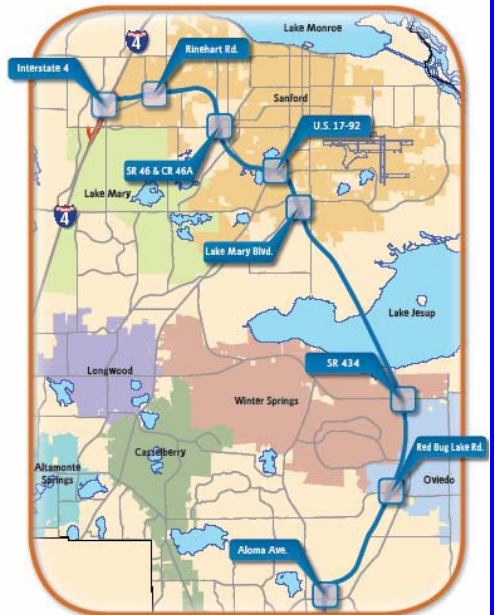 Lake Monroe
4
Rinehart Rd.
Interstate 4
Sanford
U.S. 17-92
SR 46 & CR 46A
Lake Mary
4
Lake Mary Blvd.
Lake Jesup
SR 434
Longwood
Winter Springs
Red Bug Lake Rd.
Casselberry
Altamonte
Springs
Oviedo
Aloma Ave.